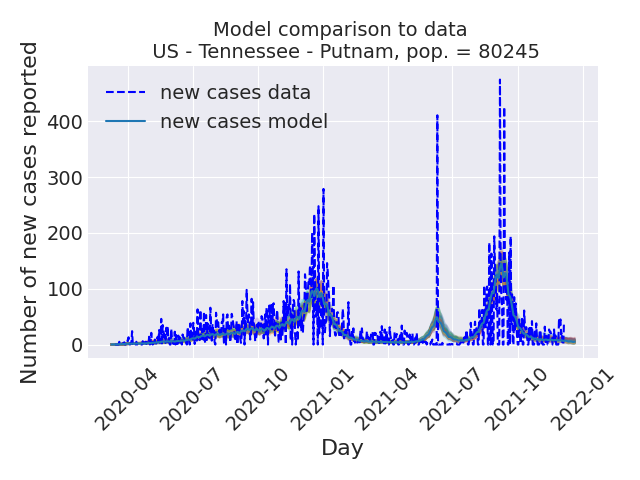 Model comparison to data
US - Tennessee - Putnam, pop. = 80245
Number of new cases reported
400
300
200
100
0
new cases data
new cases model
2020-04
2020-07
2020-10
2021-01
2021-04
2021-07
2021-10
2022-01
Day